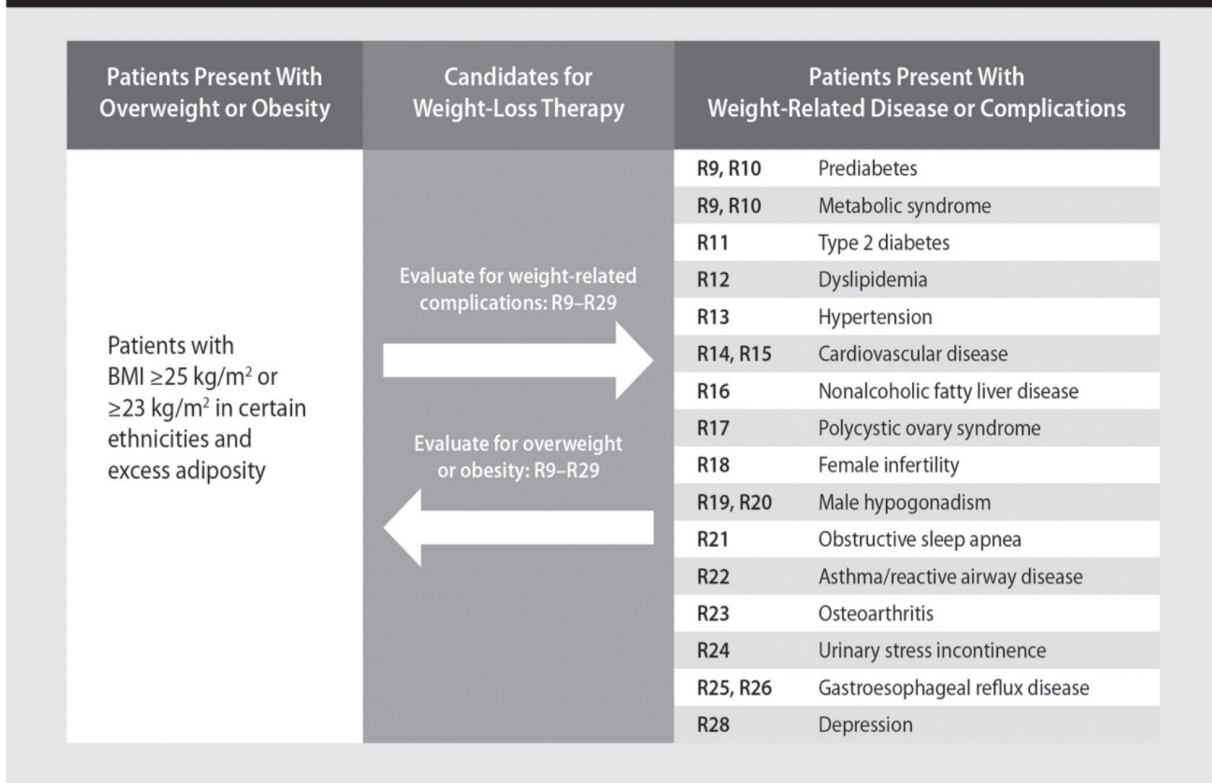 Patients Present With
Overweight or Obesity
Candidates for
Weight-Loss Therapy
Patients Present With
Weight-Related Disease or Complications
Patients with
BMI ≥25 kg/m² or
≥23 kg/m² in certain
ethnicities and
excess adiposity
Evaluate for weight-related
complications: R9–R29
Evaluate for overweight
or obesity: R9–R29
R9, R10 Prediabetes
R9, R10 Metabolic syndrome
R11 Type 2 diabetes
R12 Dyslipidemia
R13 Hypertension
R14, R15 Cardiovascular disease
R16 Nonalcoholic fatty liver disease
R17 Polycystic ovary syndrome
R18 Female infertility
R19, R20 Male hypogonadism
R21 Obstructive sleep apnea
R22 Asthma/reactive airway disease
R23 Osteoarthritis
R24 Urinary stress incontinence
R25, R26 Gastroesophageal reflux disease
R28 Depression